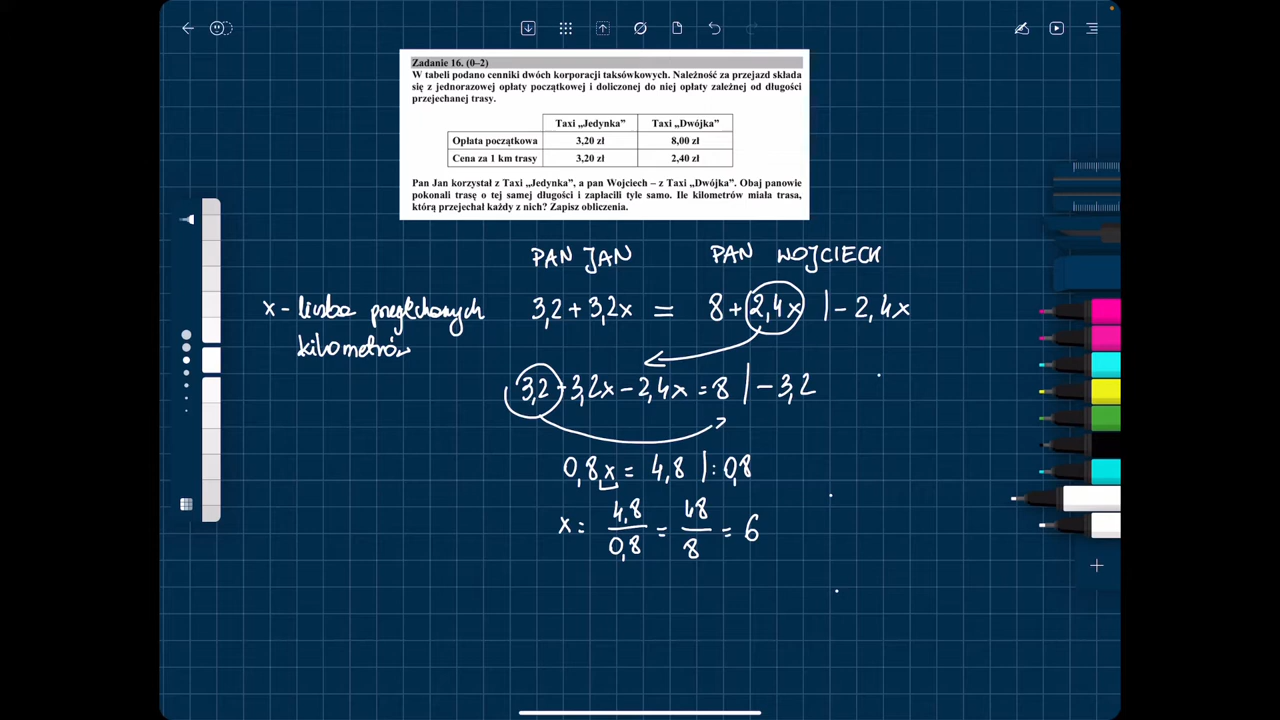 Zadanie 16. (0–2)
W tabeli podano cenniki dwóch korporacji taksówkowych. Należność za przejazd składa
się z jednorazowej opłaty początkowej i doliczonej do niej opłaty zależnej od długości
przejechanej trasy.
Taxi „Jedynka” Taxi „Dwójka”
Opłata początkowa 3,20 zł 8,00 zł
Cena za 1 km trasy 3,20 zł 2,40 zł
Pan Jan korzystał z Taxi „Jedynka”, a pan Wojciech – z Taxi „Dwójka”. Obaj panowie
pokonali trasę o tej samej długości i zapłacili tyle samo. Ile kilometrów miała trasa,
którą przejechał każdy z nich? Zapisz obliczenia.
PAN JAN PAN WOJCIECH
x - liczba przejechanych 3,2 + 3,2x = 8 + 2,4x | - 2,4x
kilometrów
3,2 + 3,2x - 2,4x = 8 | - 3,2
0,8x = 4,8 | : 0,8
x = 4,8/0,8 = 48/8 = 6